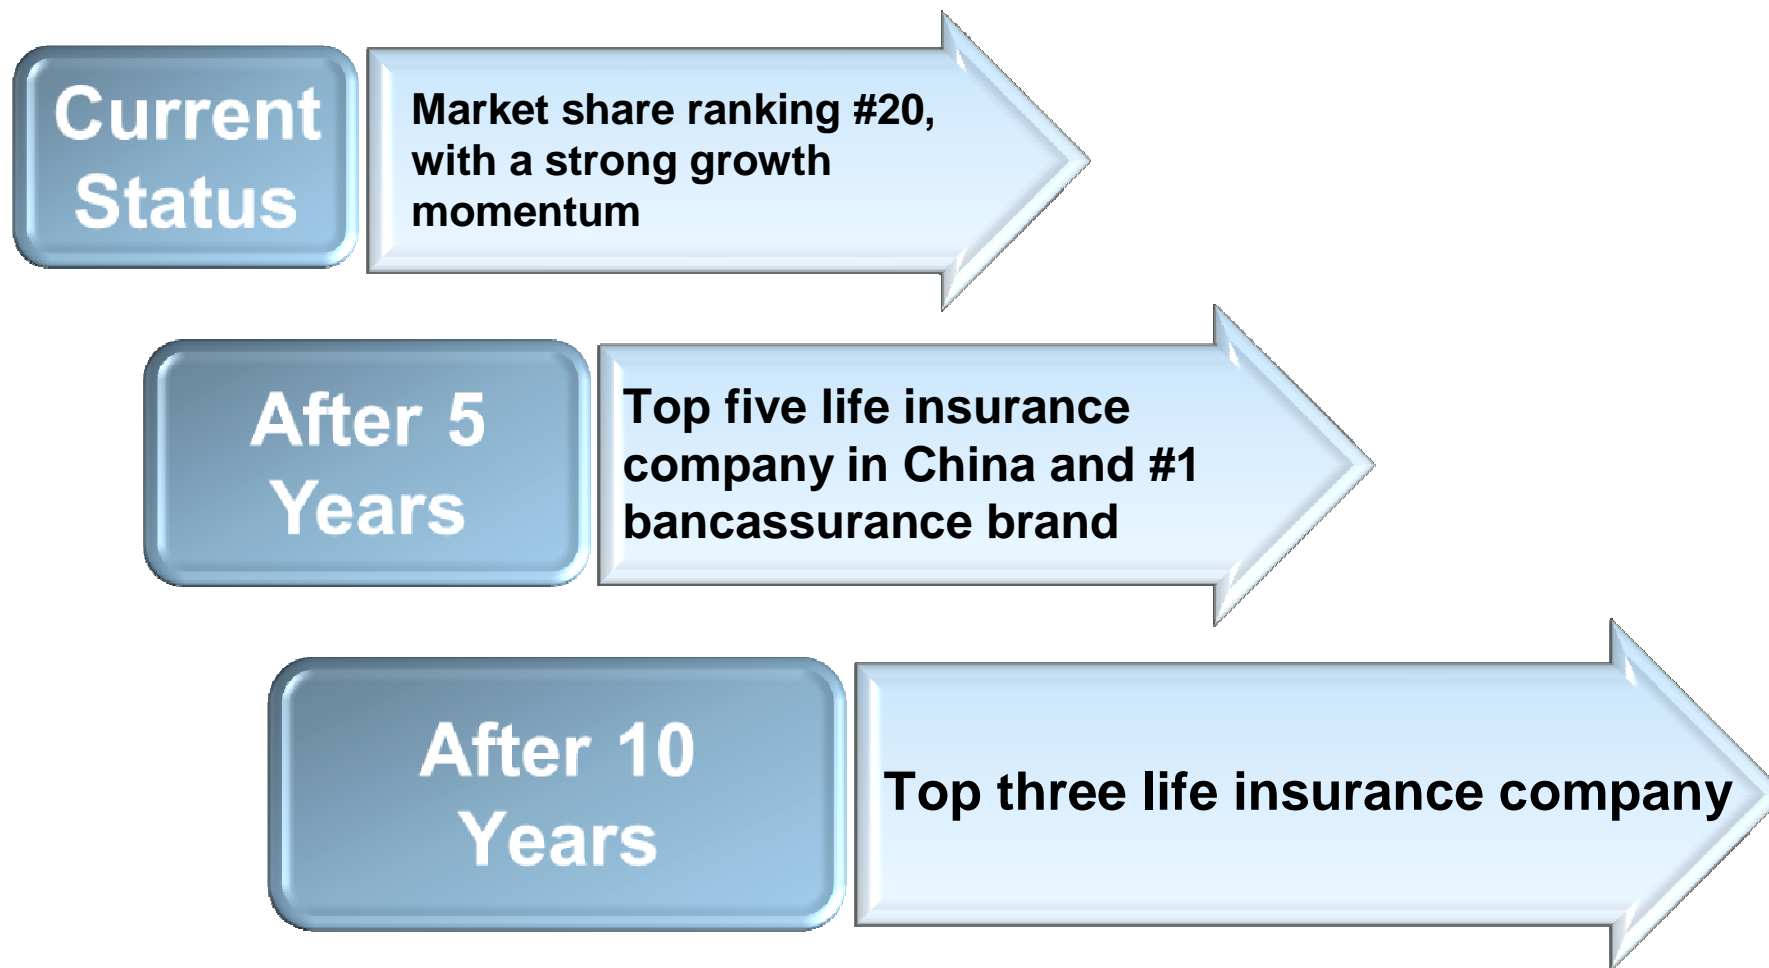 Current
Status
Market share ranking #20,
with a strong growth
momentum
After 5
Years
Top five life insurance
company in China and #1
bancassurance brand
After 10
Years
Top three life insurance company